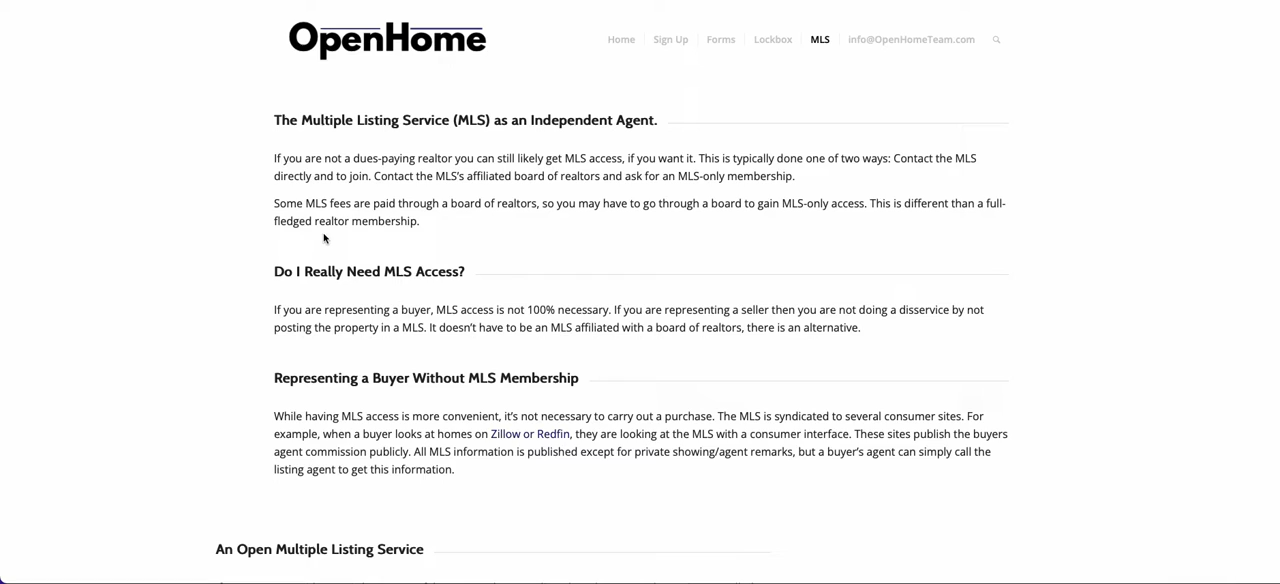 OpenHome
Home Sign Up Forms Lockbox MLS info@OpenHomeTeam.com
The Multiple Listing Service (MLS) as an Independent Agent.
If you are not a dues-paying realtor you can still likely get MLS access, if you want it. This is typically done one of two ways: Contact the MLS
directly and to join. Contact the MLS's affiliated board of realtors and ask for an MLS-only membership.
Some MLS fees are paid through a board of realtors, so you may have to go through a board to gain MLS-only access. This is different than a full-
fledged realtor membership.
Do I Really Need MLS Access?
If you are representing a buyer, MLS access is not 100% necessary. If you are representing a seller then you are not doing a disservice by not
posting the property in a MLS. It doesn't have to be an MLS affiliated with a board of realtors, there is an alternative.
Representing a Buyer Without MLS Membership
While having MLS access is more convenient, it's not necessary to carry out a purchase. The MLS is syndicated to several consumer sites. For
example, when a buyer looks at homes on Zillow or Redfin, they are looking at the MLS with a consumer interface. These sites publish the buyers
agent commission publicly. All MLS information is published except for private showing/agent remarks, but a buyer's agent can simply call the
listing agent to get this information.
An Open Multiple Listing Service